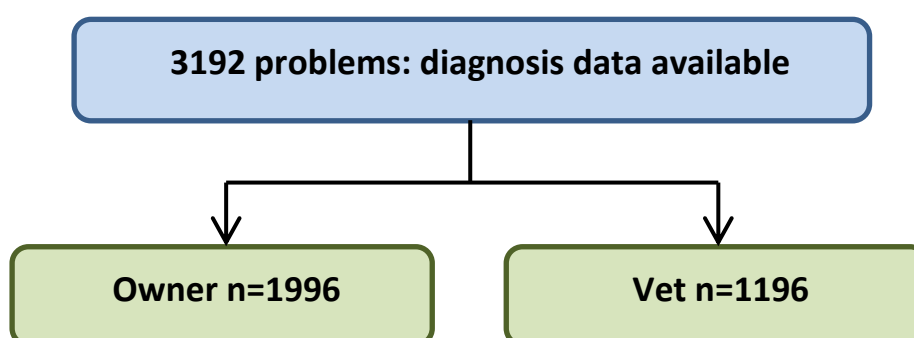 3192 problems: diagnosis data available
Owner n=1996
Vet n=1196